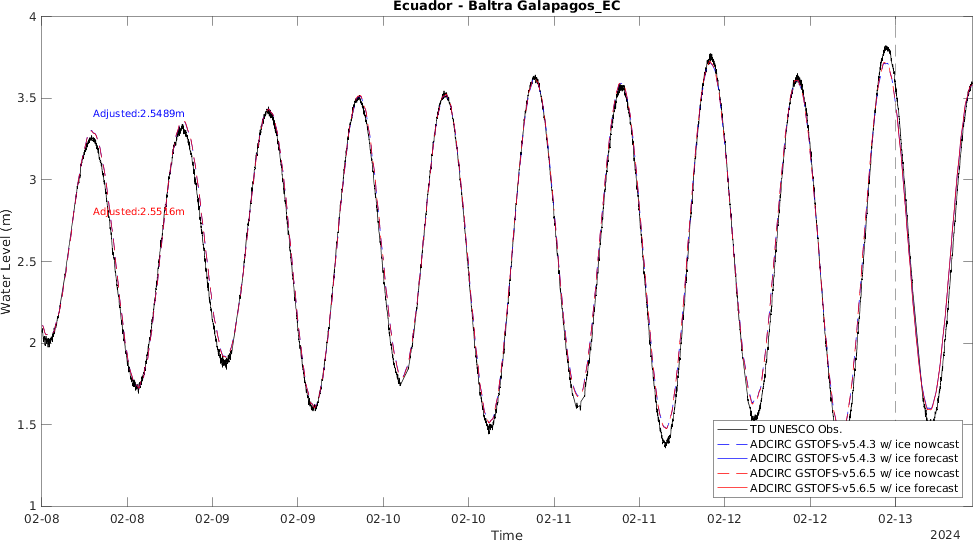 Ecuador - Baltra Galapagos_EC
4
3.5
3
2.5
2
1.5
1
Water Level (m)
Adjusted:2.5489m
Adjusted:2.5516m
TD UNESCO Obs.
ADCIRC GSTOFS-v5.4.3 w/ ice nowcast
ADCIRC GSTOFS-v5.4.3 w/ ice forecast
ADCIRC GSTOFS-v5.6.5 w/ ice nowcast
ADCIRC GSTOFS-v5.6.5 w/ ice forecast
02-08 02-08 02-09 02-09 02-10 02-10 02-11 02-11 02-12 02-12 02-13
Time
2024